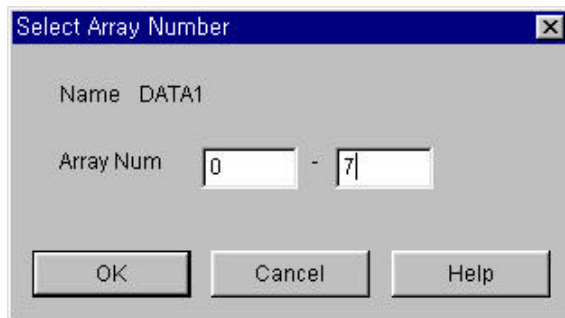 Select Array Number
Name DATA1
Array Num 0 - 7
OK Cancel Help